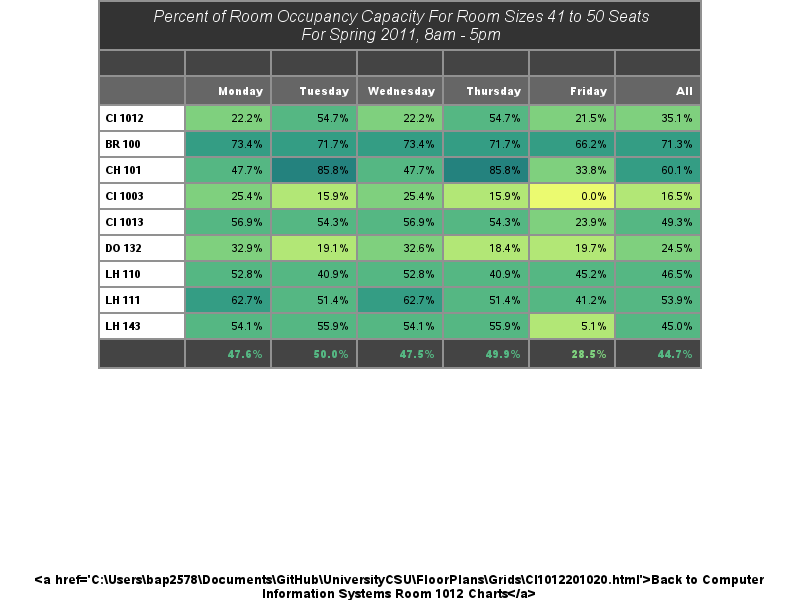 Percent of Room Occupancy Capacity For Room Sizes 41 to 50 Seats
For Spring 2011, 8am - 5pm
Monday Tuesday Wednesday Thursday Friday All
CI 1012 22.2% 54.7% 22.2% 54.7% 21.5% 35.1%
BR 100 73.4% 71.7% 73.4% 71.7% 66.2% 71.3%
CH 101 47.7% 85.8% 47.7% 85.8% 33.8% 60.1%
CI 1003 25.4% 15.9% 25.4% 15.9% 0.0% 16.5%
CI 1013 56.9% 54.3% 56.9% 54.3% 23.9% 49.3%
DO 132 32.9% 19.1% 32.6% 18.4% 19.7% 24.5%
LH 110 52.8% 40.9% 52.8% 40.9% 45.2% 46.5%
LH 111 62.7% 51.4% 62.7% 51.4% 41.2% 53.9%
LH 143 54.1% 55.9% 54.1% 55.9% 5.1% 45.0%
47.6% 50.0% 47.5% 49.9% 28.5% 44.7%
<a href='C:\Users\bap2578\Documents\GitHub\UniversityCSU\FloorPlans\Grids\CI1012201020.html'>Back to Computer
Information Systems Room 1012 Charts</a>